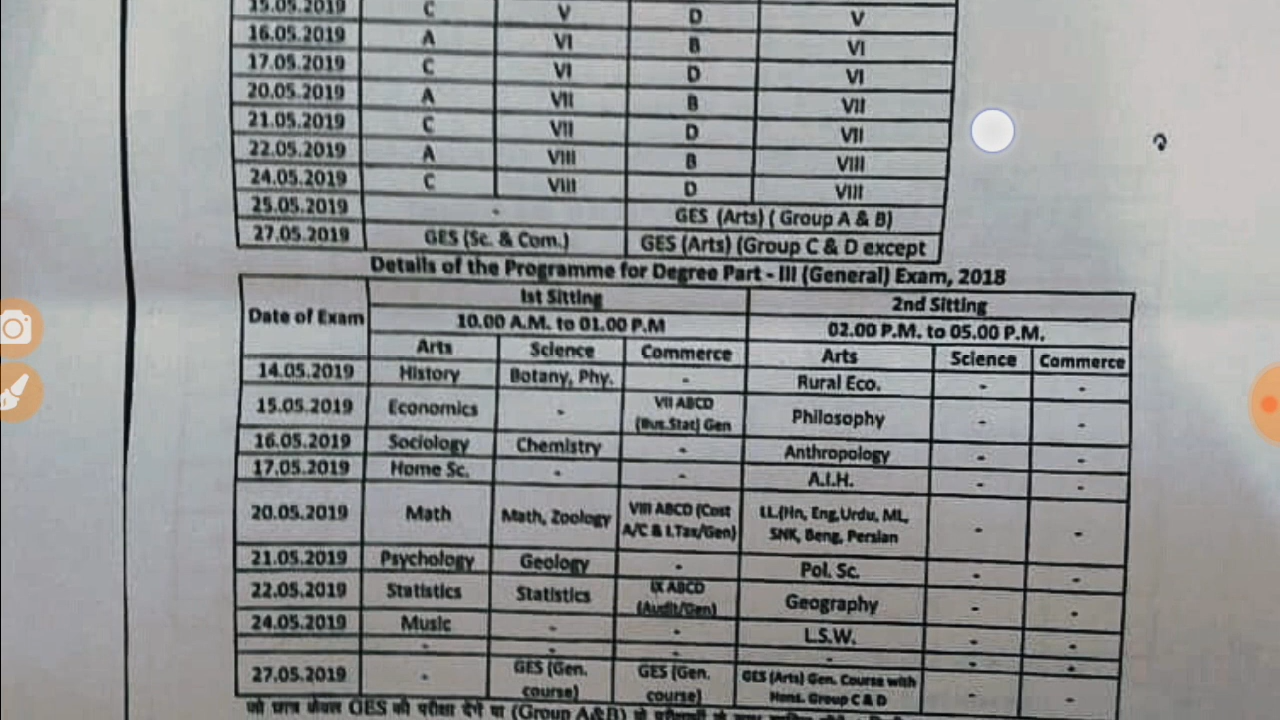 15.05.2019 C V D V
16.05.2019 A VI B VI
17.05.2019 C VI D VI
20.05.2019 A VII B VII
21.05.2019 C VII D VII
22.05.2019 A VIII B VIII
24.05.2019 C VIII D VIII
25.05.2019 - GES (Arts) ( Group A & B)
27.05.2019 GES (Sc. & Com.) GES (Arts) (Group C & D except
Details of the Programme for Degree Part - III (General) Exam, 2018
Date of Exam Ist Sitting 2nd Sitting
10.00 A.M. to 01.00 P.M 02.00 P.M. to 05.00 P.M.
Arts Science Commerce Arts Science Commerce
14.05.2019 History Botany, Phy. - Rural Eco. - -
15.05.2019 Economics - VII ABCD (Bus.Stat) Gen Philosophy - -
16.05.2019 Sociology Chemistry - Anthropology - -
17.05.2019 Home Sc. - - A.I.H. - -
20.05.2019 Math Math, Zoology VIII ABCD (Cost A/C & I.Tax/Gen) LL.(Hn, Eng,Urdu, ML, SNK, Beng, Persian - -
21.05.2019 Psychology Geology - Pol. Sc. - -
22.05.2019 Statistics Statistics IX ABCD (Audit/Gen) Geography - -
24.05.2019 Music - - L.S.W. - -
- - - - - -
27.05.2019 - GES (Gen. course) GES (Gen. course) GES (Arts) Gen. Course with Hons. Group C & D - -
जो छात्र केवल GES की परीक्षा देंगे या (Group A&B)